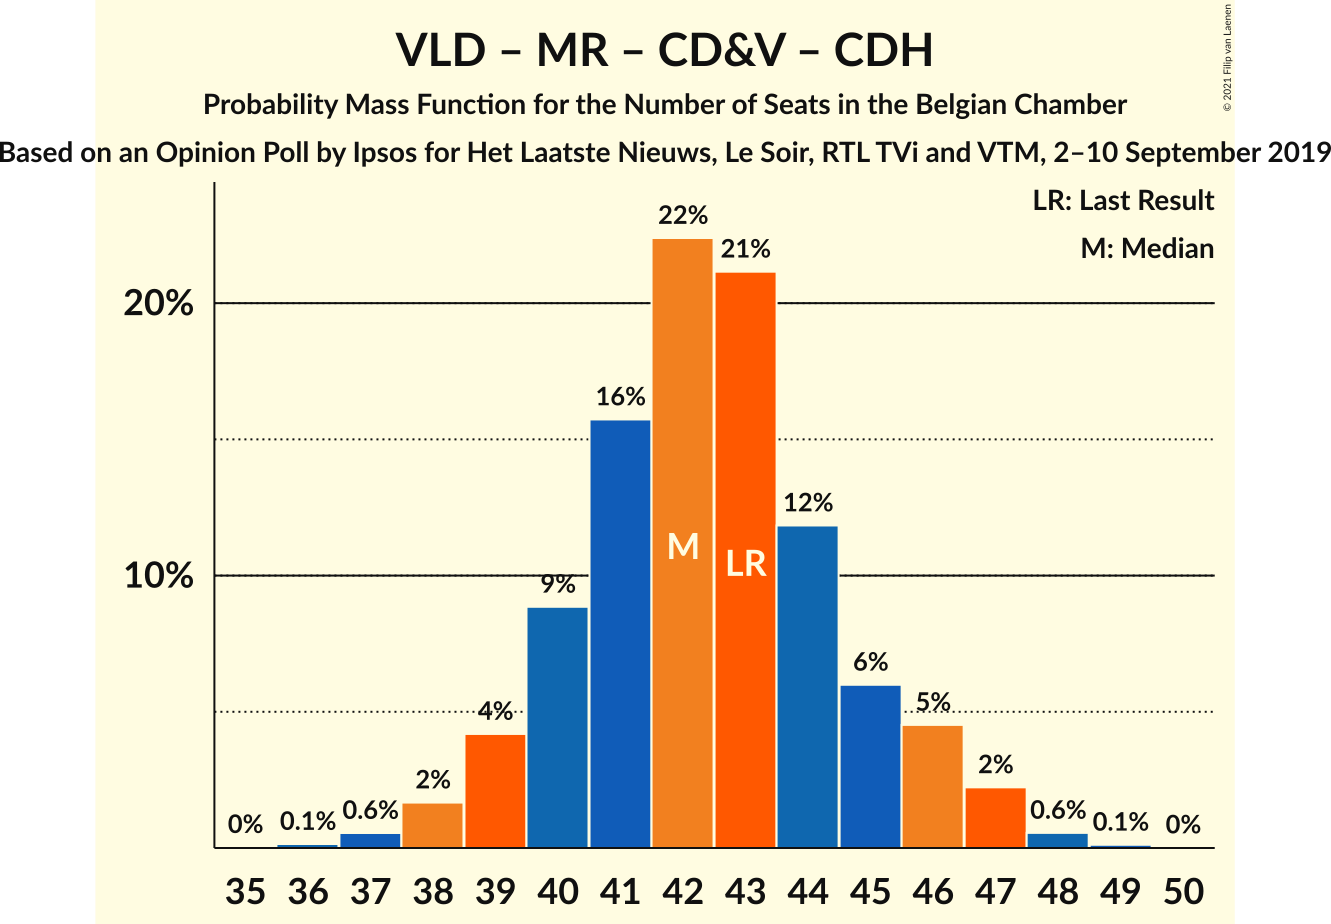 VLD – MR – CD&V – CDH
Probability Mass Function for the Number of Seats in the Belgian Chamber
Based on an Opinion Poll by Ipsos for Het Laatste Nieuws, Le Soir, RTL TVi and VTM, 2–10 September 2019
© 2021 Filip van Laenen
LR: Last Result
M: Median
20%
10%
0%
0.1%
0.6%
2%
4%
9%
16%
22%
21%
12%
6%
5%
2%
0.6%
0.1%
0%
M
LR
35 36 37 38 39 40 41 42 43 44 45 46 47 48 49 50